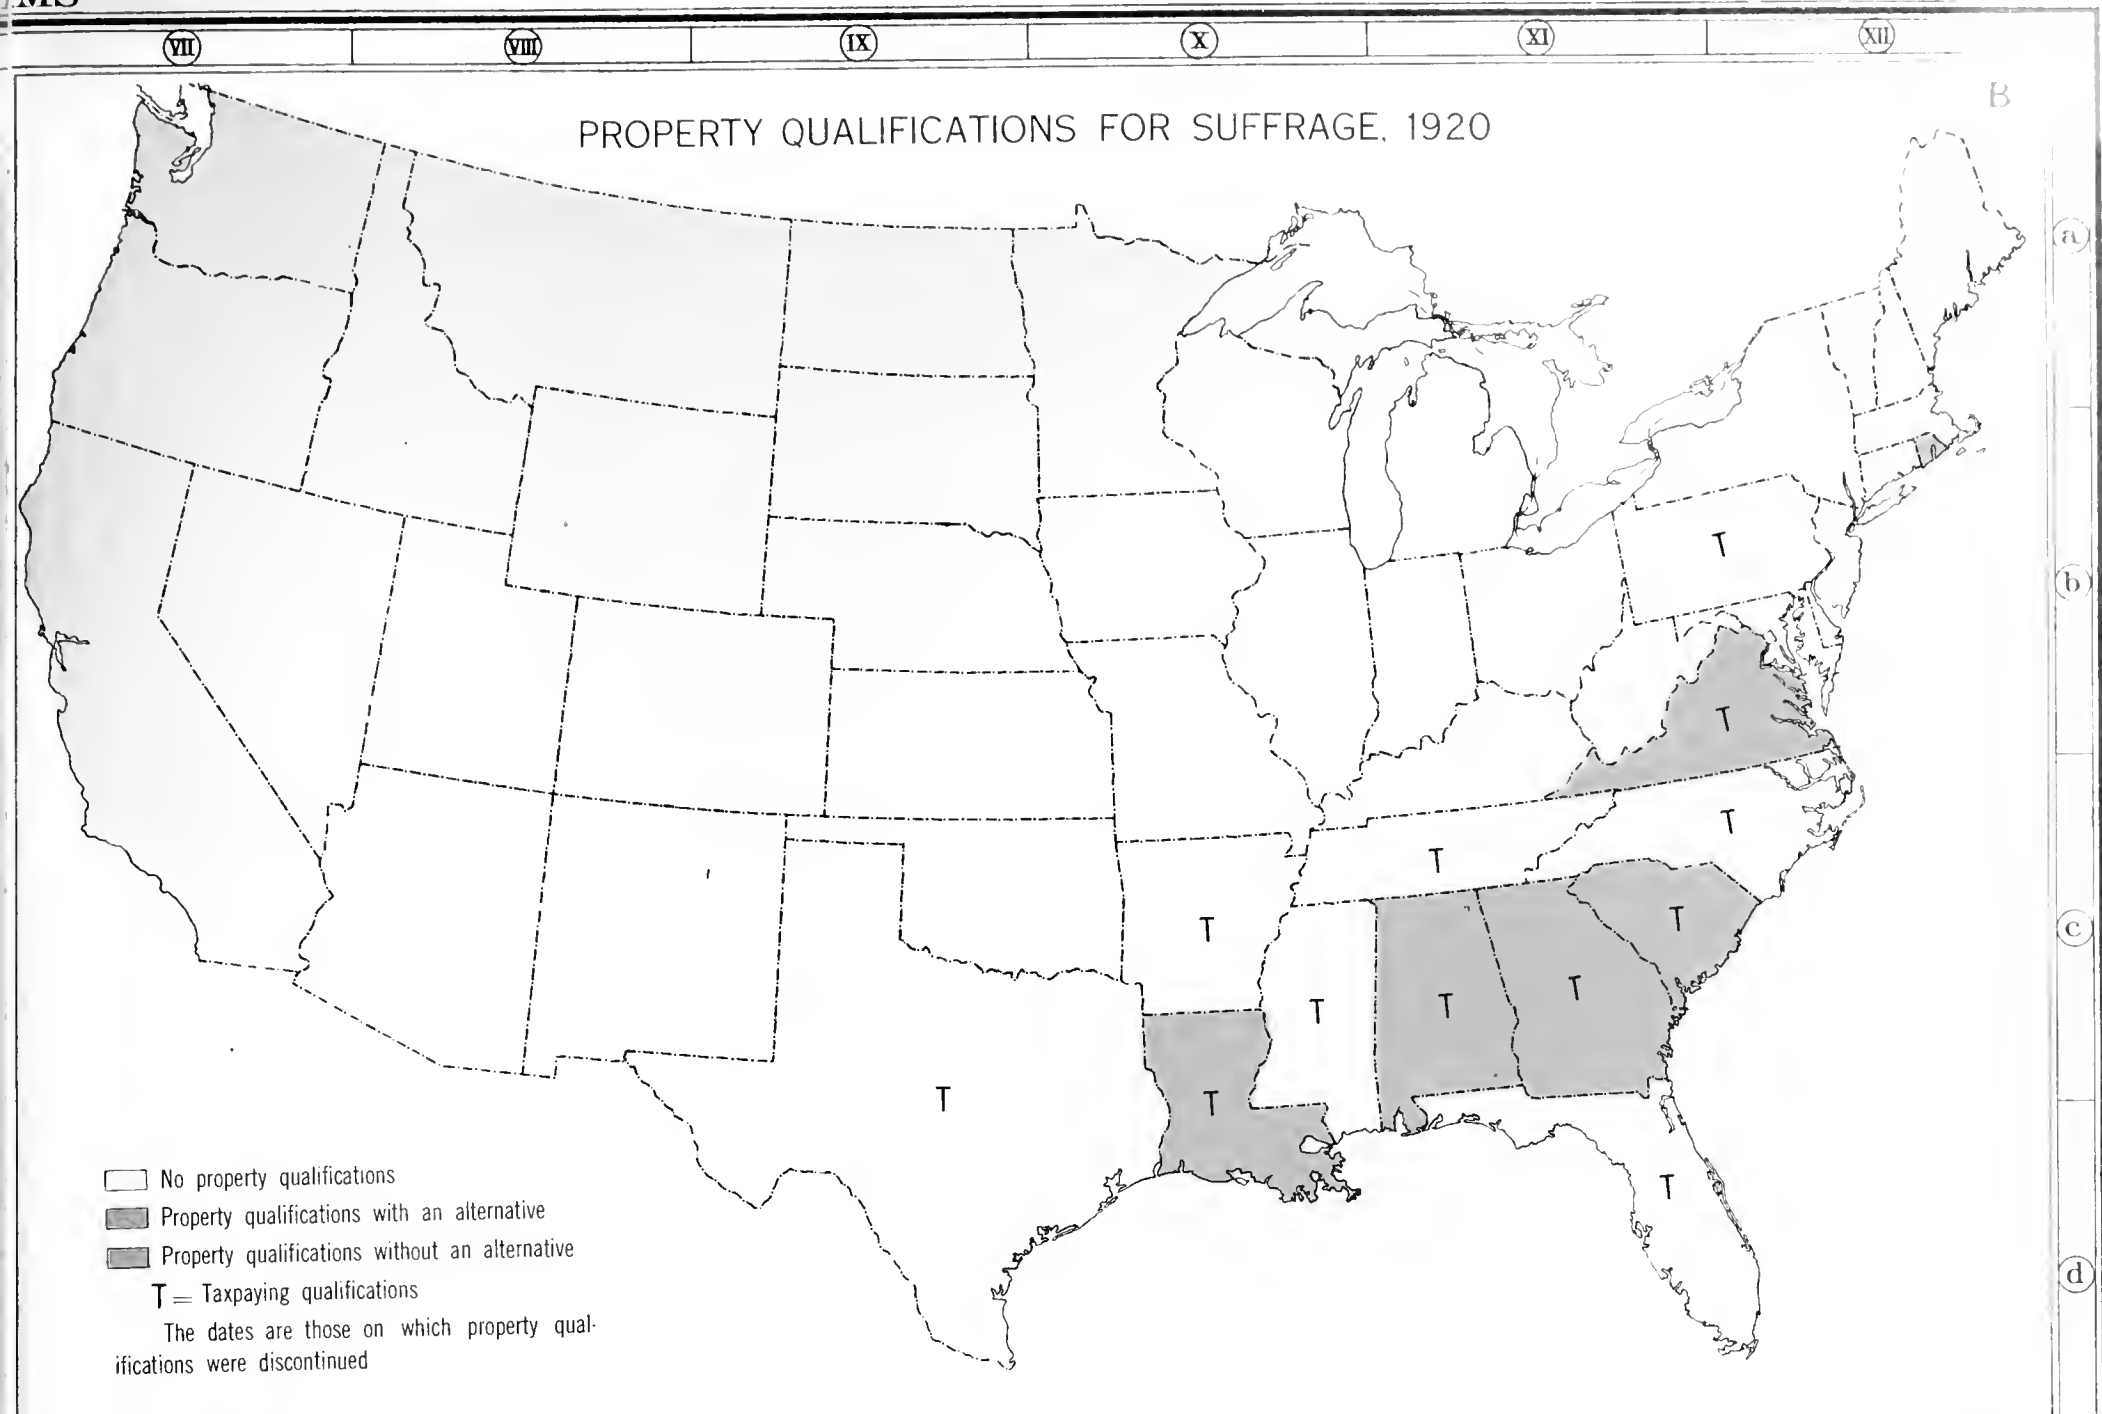 MS
VII VIII IX X XI XII
B
PROPERTY QUALIFICATIONS FOR SUFFRAGE, 1920
a
b
c
d
T
T
T
T
T
T
T
T
T
T
T
T
No property qualifications
Property qualifications with an alternative
Property qualifications without an alternative
T = Taxpaying qualifications
The dates are those on which property qual-
ifications were discontinued